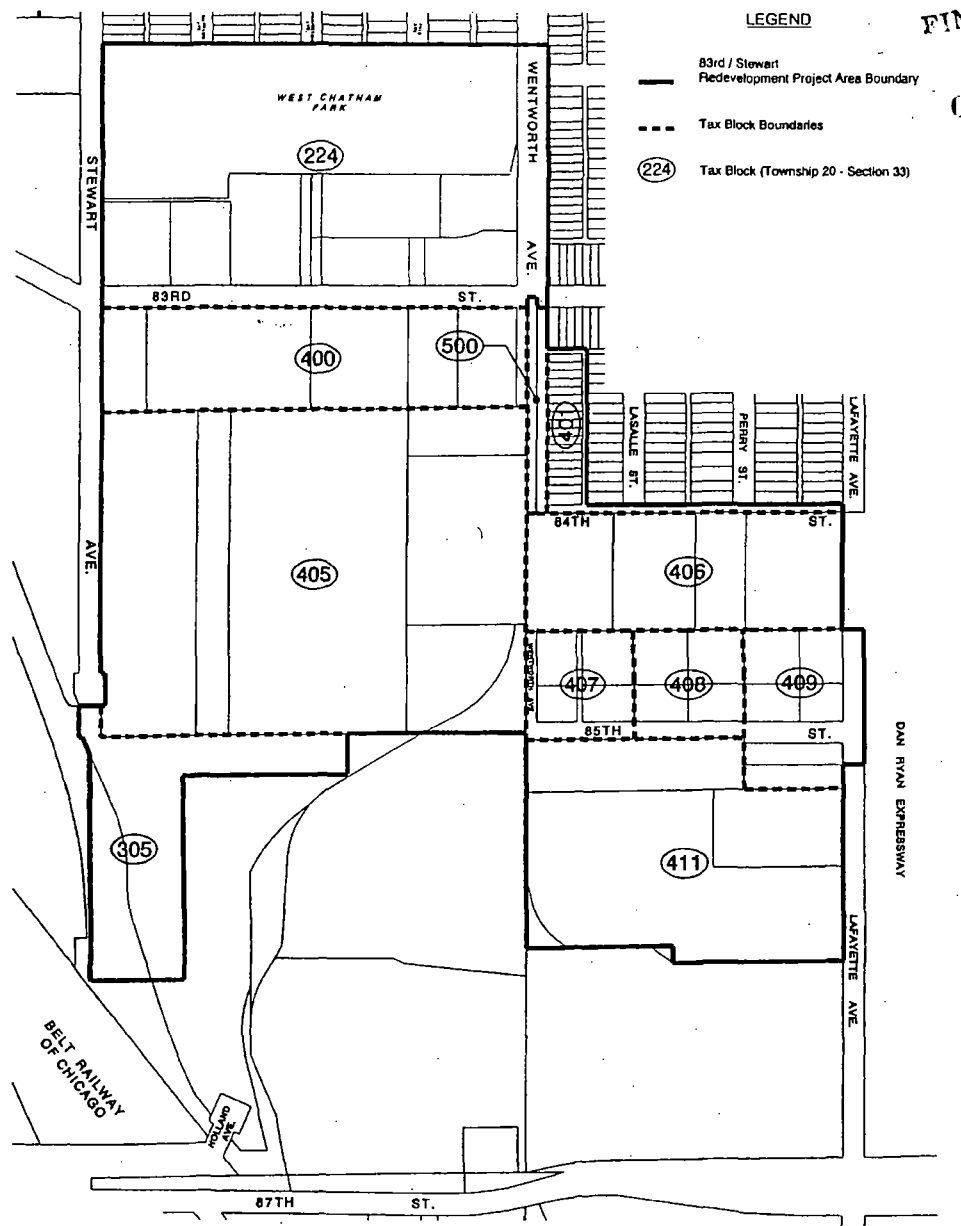 LEGEND
FIN
83rd / Stewart
Redevelopment Project Area Boundary
Tax Block Boundaries
224
Tax Block (Township 20 - Section 33)
WEST CHATHAM
PARK
WENTWORTH
AVE.
224
STEWART
AVE.
83RD
ST.
400
500
LASALLE
ST.
PERRY
ST.
LAFAYETTE AVE.
84TH
ST.
405
406
407
408
409
85TH
ST.
DAN RYAN EXPRESSWAY
305
411
LAFAYETTE AVE.
BELT RAILWAY
OF CHICAGO
HOLLAND
AVE.
87TH
ST.